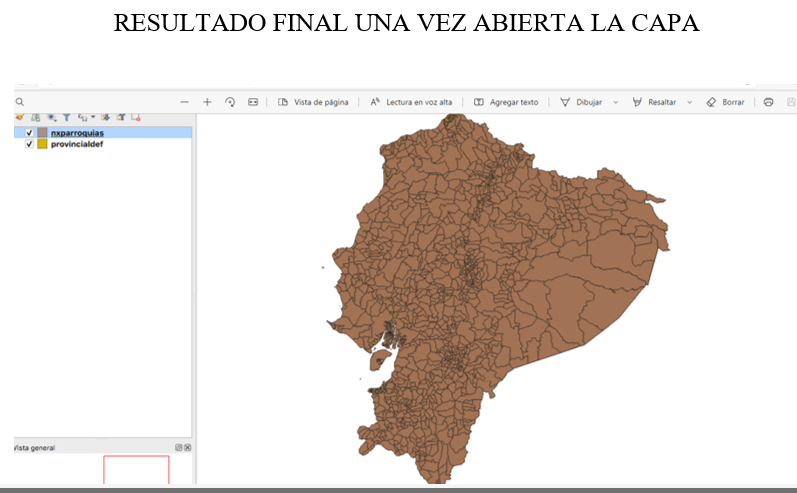 RESULTADO FINAL UNA VEZ ABIERTA LA CAPA
Vista de página
Lectura en voz alta
Agregar texto
Dibujar
Resaltar
Borrar
nxparroquias
provincialdef
Vista general